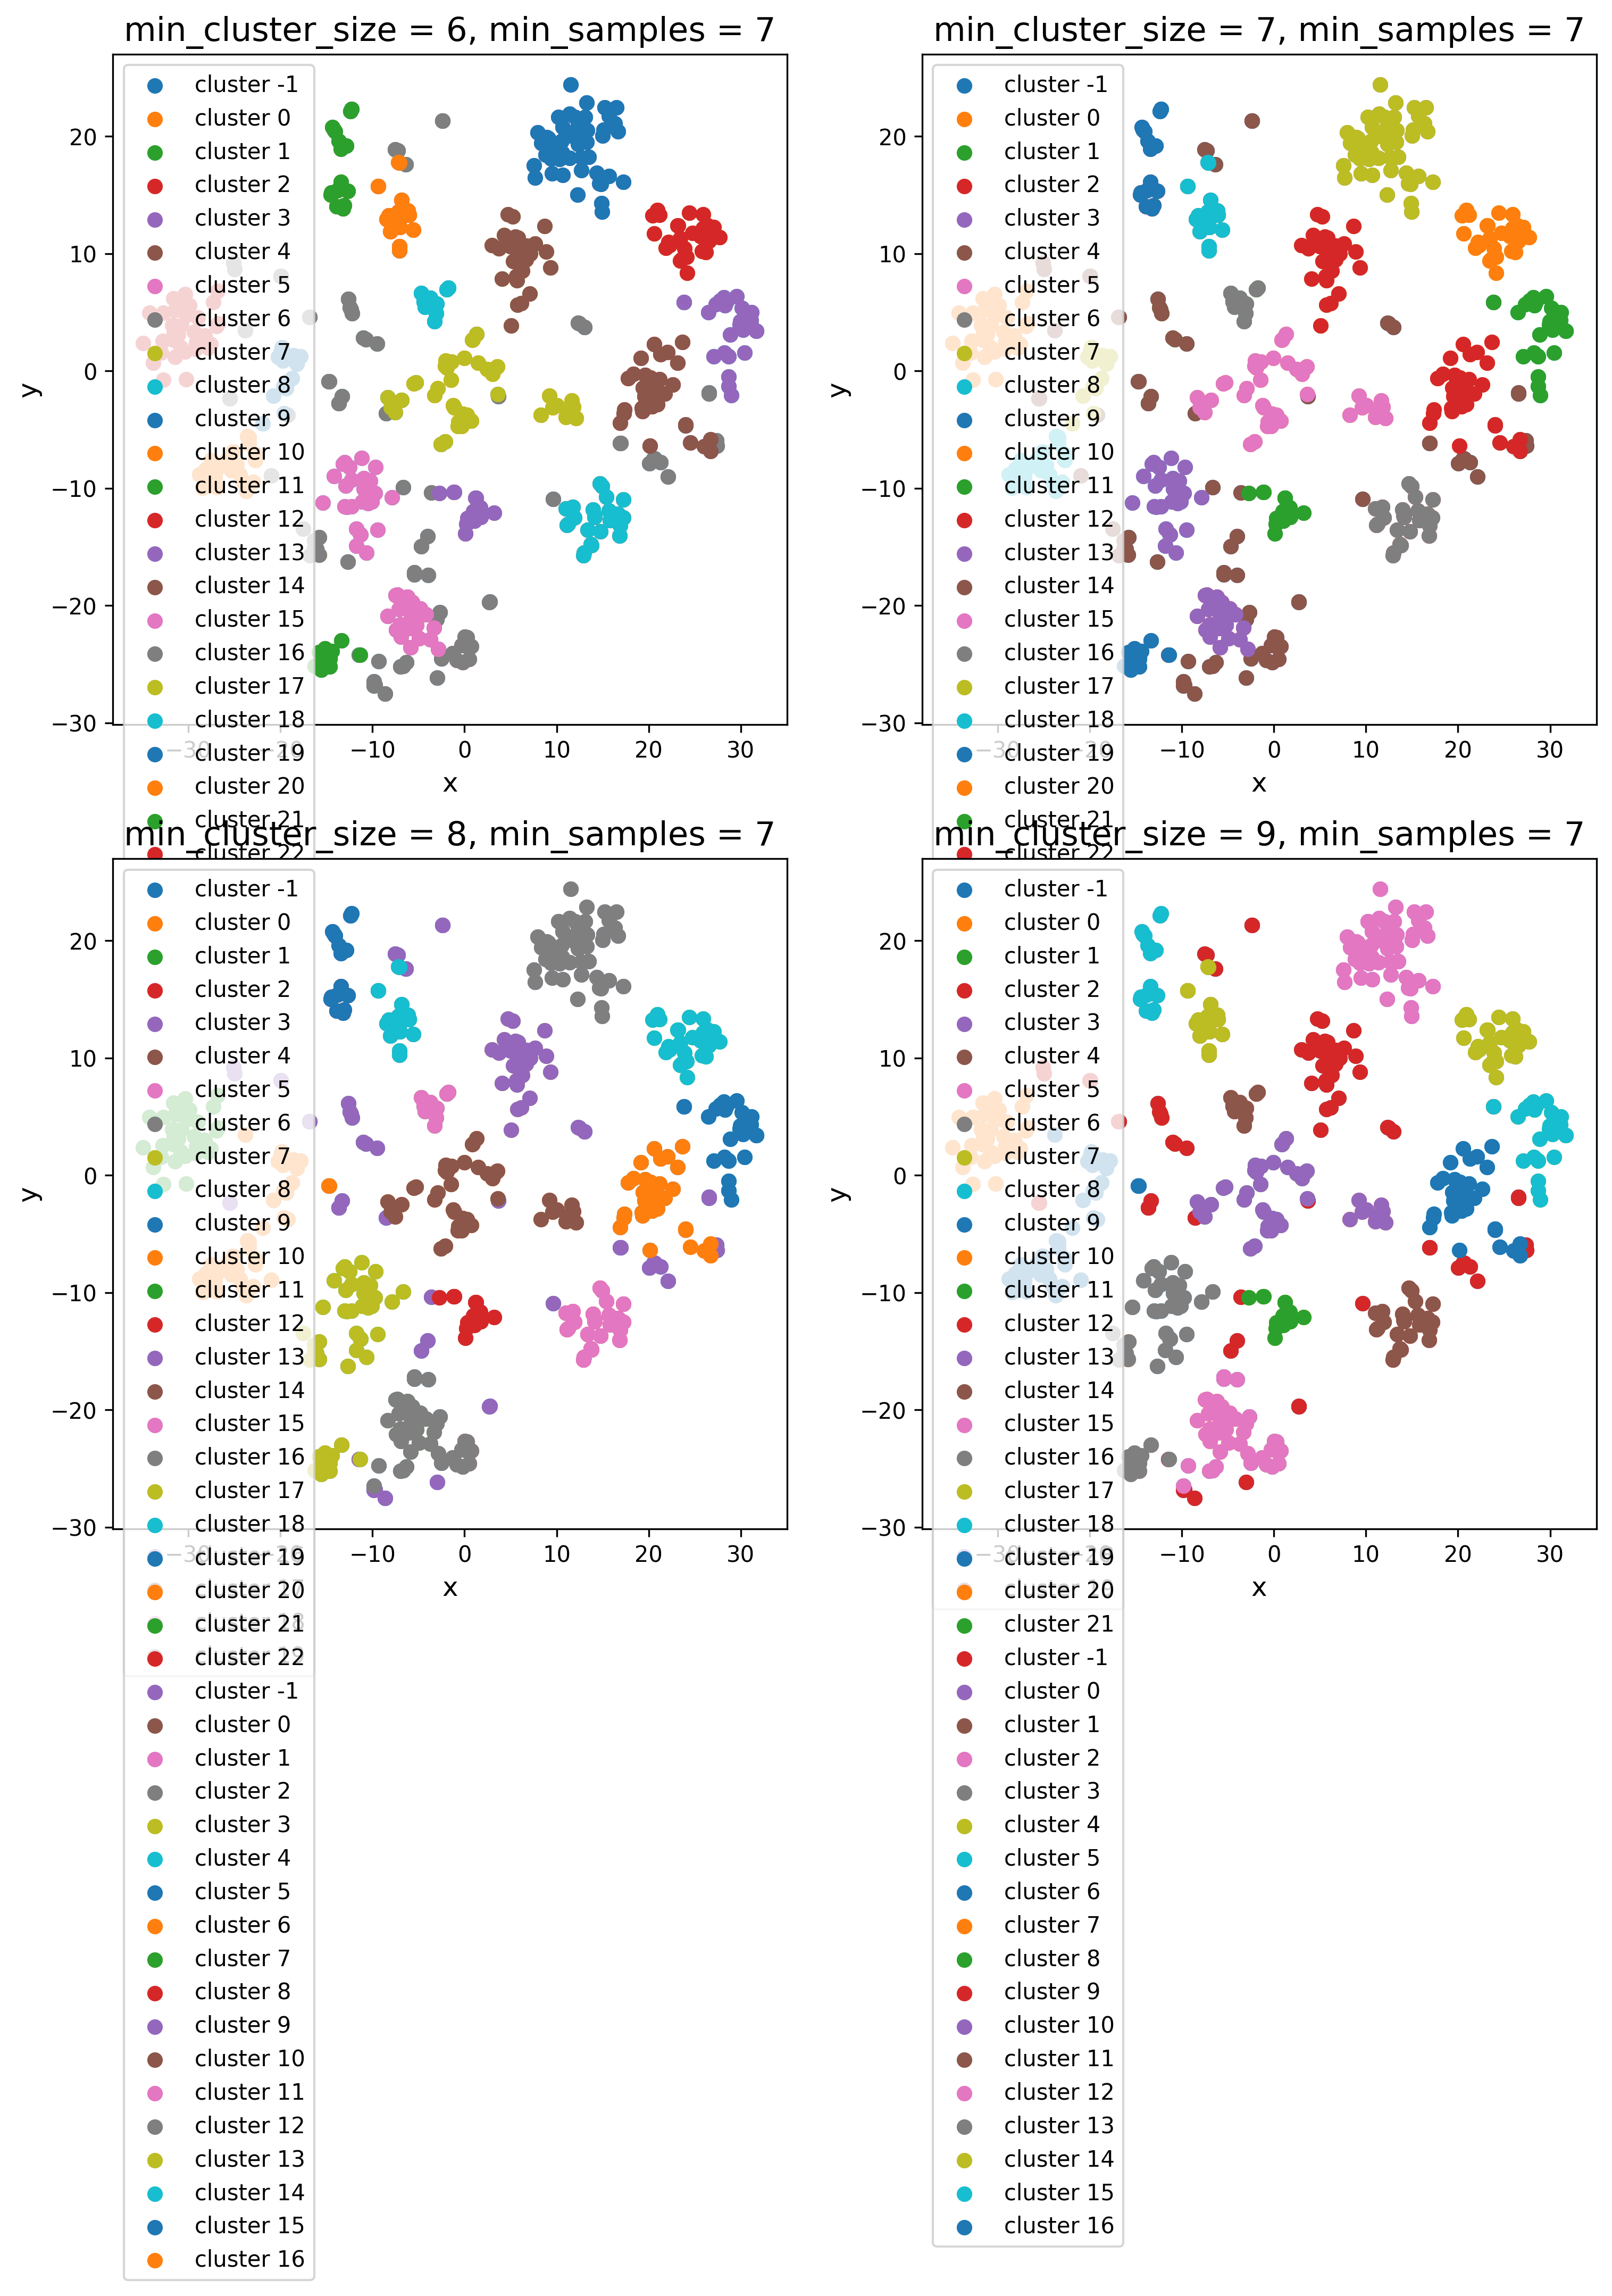 min_cluster_size = 6, min_samples = 7
cluster -1
cluster 0
cluster 1
cluster 2
cluster 3
cluster 4
cluster 5
cluster 6
cluster 7
cluster 8
cluster 9
cluster 10
cluster 11
cluster 12
cluster 13
cluster 14
cluster 15
cluster 16
cluster 17
cluster 18
cluster 19
cluster 20
cluster 21
cluster 22
20
10
0
−10
−20
−30
y
−30 −20 −10 0 10 20 30
x
min_cluster_size = 7, min_samples = 7
cluster -1
cluster 0
cluster 1
cluster 2
cluster 3
cluster 4
cluster 5
cluster 6
cluster 7
cluster 8
cluster 9
cluster 10
cluster 11
cluster 12
cluster 13
cluster 14
cluster 15
cluster 16
cluster 17
cluster 18
cluster 19
cluster 20
cluster 21
cluster 22
20
10
0
−10
−20
−30
y
−30 −20 −10 0 10 20 30
x
min_cluster_size = 8, min_samples = 7
cluster -1
cluster 0
cluster 1
cluster 2
cluster 3
cluster 4
cluster 5
cluster 6
cluster 7
cluster 8
cluster 9
cluster 10
cluster 11
cluster 12
cluster 13
cluster 14
cluster 15
cluster 16
cluster 17
cluster 18
cluster 19
cluster 20
cluster 21
cluster 22
cluster -1
cluster 0
cluster 1
cluster 2
cluster 3
cluster 4
cluster 5
cluster 6
cluster 7
cluster 8
cluster 9
cluster 10
cluster 11
cluster 12
cluster 13
cluster 14
cluster 15
cluster 16
20
10
0
−10
−20
−30
y
−30 −20 −10 0 10 20 30
x
min_cluster_size = 9, min_samples = 7
cluster -1
cluster 0
cluster 1
cluster 2
cluster 3
cluster 4
cluster 5
cluster 6
cluster 7
cluster 8
cluster 9
cluster 10
cluster 11
cluster 12
cluster 13
cluster 14
cluster 15
cluster 16
cluster 17
cluster 18
cluster 19
cluster 20
cluster 21
cluster -1
cluster 0
cluster 1
cluster 2
cluster 3
cluster 4
cluster 5
cluster 6
cluster 7
cluster 8
cluster 9
cluster 10
cluster 11
cluster 12
cluster 13
cluster 14
cluster 15
cluster 16
20
10
0
−10
−20
−30
y
−30 −20 −10 0 10 20 30
x